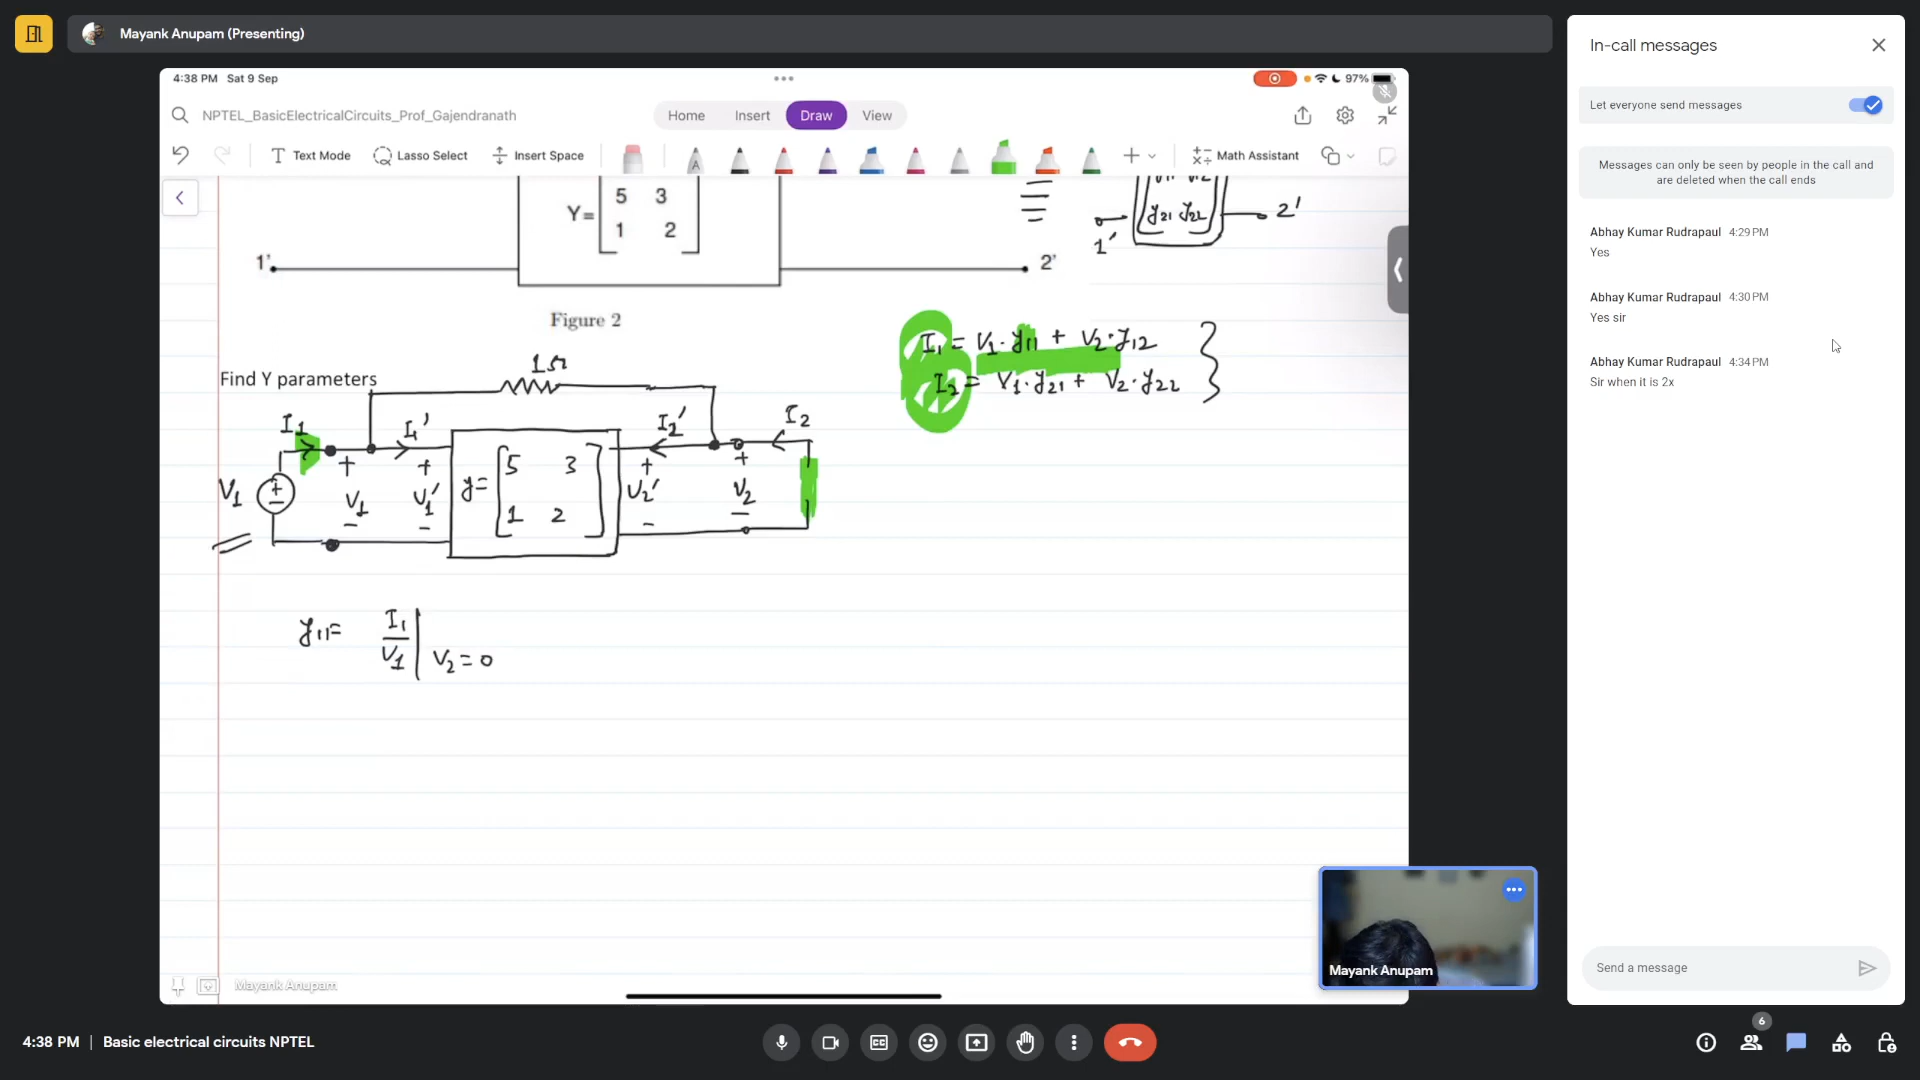 Mayank Anupam (Presenting)
4:38 PM Sat 9 Sep
97%
NPTEL_BasicElectricalCircuits_Prof_Gajendranath
Home Insert Draw View
Text Mode Lasso Select Insert Space
Math Assistant
Y= 5 3
1 2
y21 y22
1' 2'
1' 2'
Figure 2
I1 = V1.y11 + V2.y12
I2 = V1.y21 + V2.y22
Find Y parameters
1Ω
I1 I1' I2' I2
V1 + V1 - + V1' - y= 5 3 + V2' - + V2 -
1 2
y11= I1 / V1 | V2=0
Mayank Anupam
Mayank Anupam
4:38 PM | Basic electrical circuits NPTEL
In-call messages
Let everyone send messages
Messages can only be seen by people in the call and
are deleted when the call ends
Abhay Kumar Rudrapaul 4:29 PM
Yes
Abhay Kumar Rudrapaul 4:30 PM
Yes sir
Abhay Kumar Rudrapaul 4:34 PM
Sir when it is 2x
Send a message
6